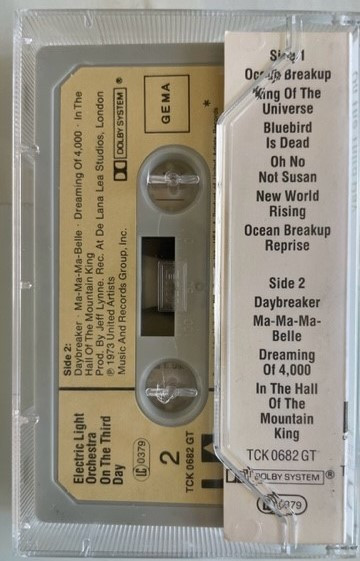 Side 2:
Daybreaker · Ma-Ma-Ma-Belle · Dreaming Of 4,000 · In The
Hall Of The Mountain King
Prod. By Jeff Lynne. Rec. At De Lana Lea Studios, London
℗ 1973 United Artists
Music And Records Group, Inc.
DOLBY SYSTEM ®
GEMA
*
Electric Light
Orchestra
On The Third
Day
LC 0379
2
TCK 0682 GT
Side 1
Ocean Breakup
King Of The
Universe
Bluebird
Is Dead
Oh No
Not Susan
New World
Rising
Ocean Breakup
Reprise
Side 2
Daybreaker
Ma-Ma-Ma-
Belle
Dreaming
Of 4,000
In The Hall
Of The
Mountain
King
TCK 0682 GT
DOLBY SYSTEM ®
LC 0379